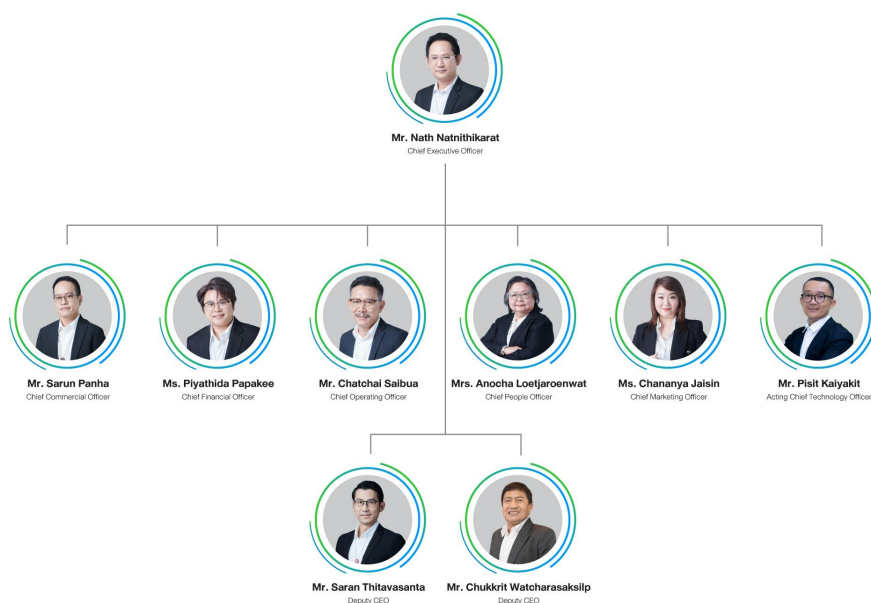 Mr. Nath Natnithikarat
Chief Executive Officer
Mr. Sarun Panha
Chief Commercial Officer
Ms. Piyathida Papakee
Chief Financial Officer
Mr. Chatchai Saibua
Chief Operating Officer
Mrs. Anocha Loetjaroenwat
Chief People Officer
Ms. Chananya Jaisin
Chief Marketing Officer
Mr. Pisit Kaiyakit
Acting Chief Technology Officer
Mr. Saran Thitavasanta
Deputy CEO
Mr. Chukkrit Watcharasaksilp
Deputy CEO